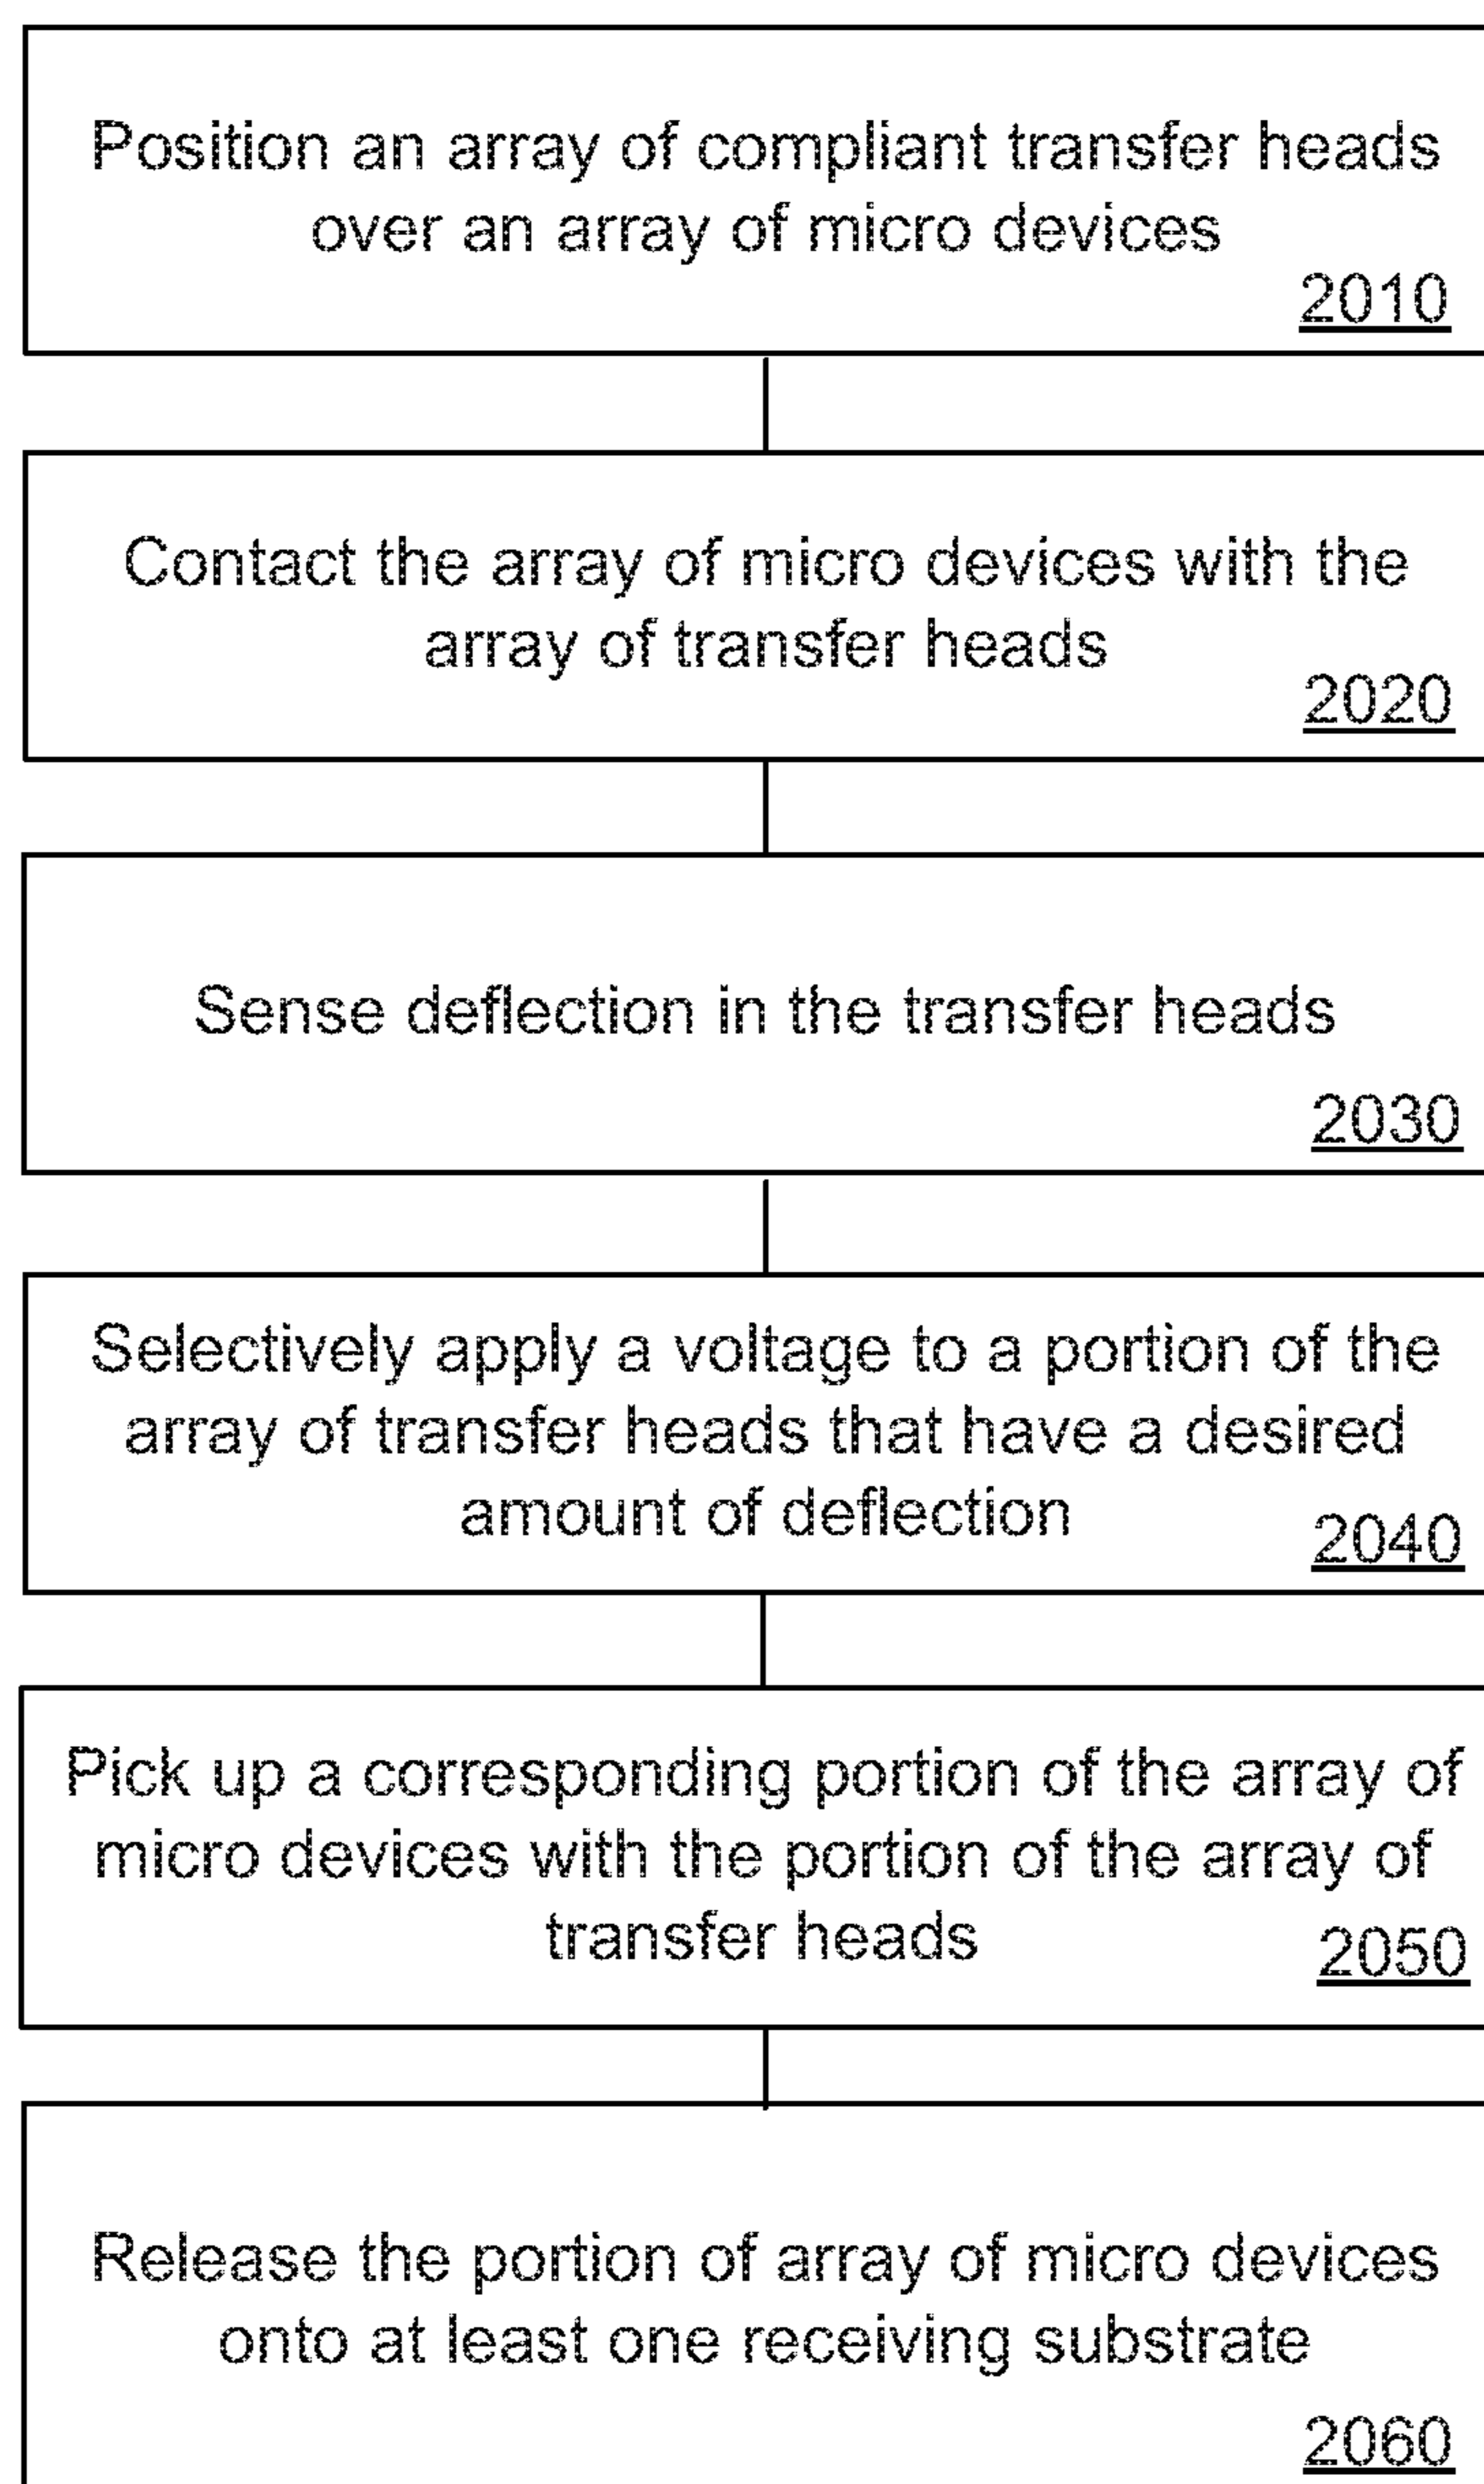 Position an array of compliant transfer heads
over an array of micro devices
2010
Contact the array of micro devices with the
array of transfer heads
2020
Sense deflection in the transfer heads
2030
Selectively apply a voltage to a portion of the
array of transfer heads that have a desired
amount of deflection
2040
Pick up a corresponding portion of the array of
micro devices with the portion of the array of
transfer heads
2050
Release the portion of array of micro devices
onto at least one receiving substrate
2060